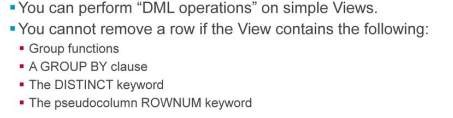 ▪ You can perform “DML operations” on simple Views.
▪ You cannot remove a row if the View contains the following:
▪ Group functions
▪ A GROUP BY clause
▪ The DISTINCT keyword
▪ The pseudocolumn ROWNUM keyword